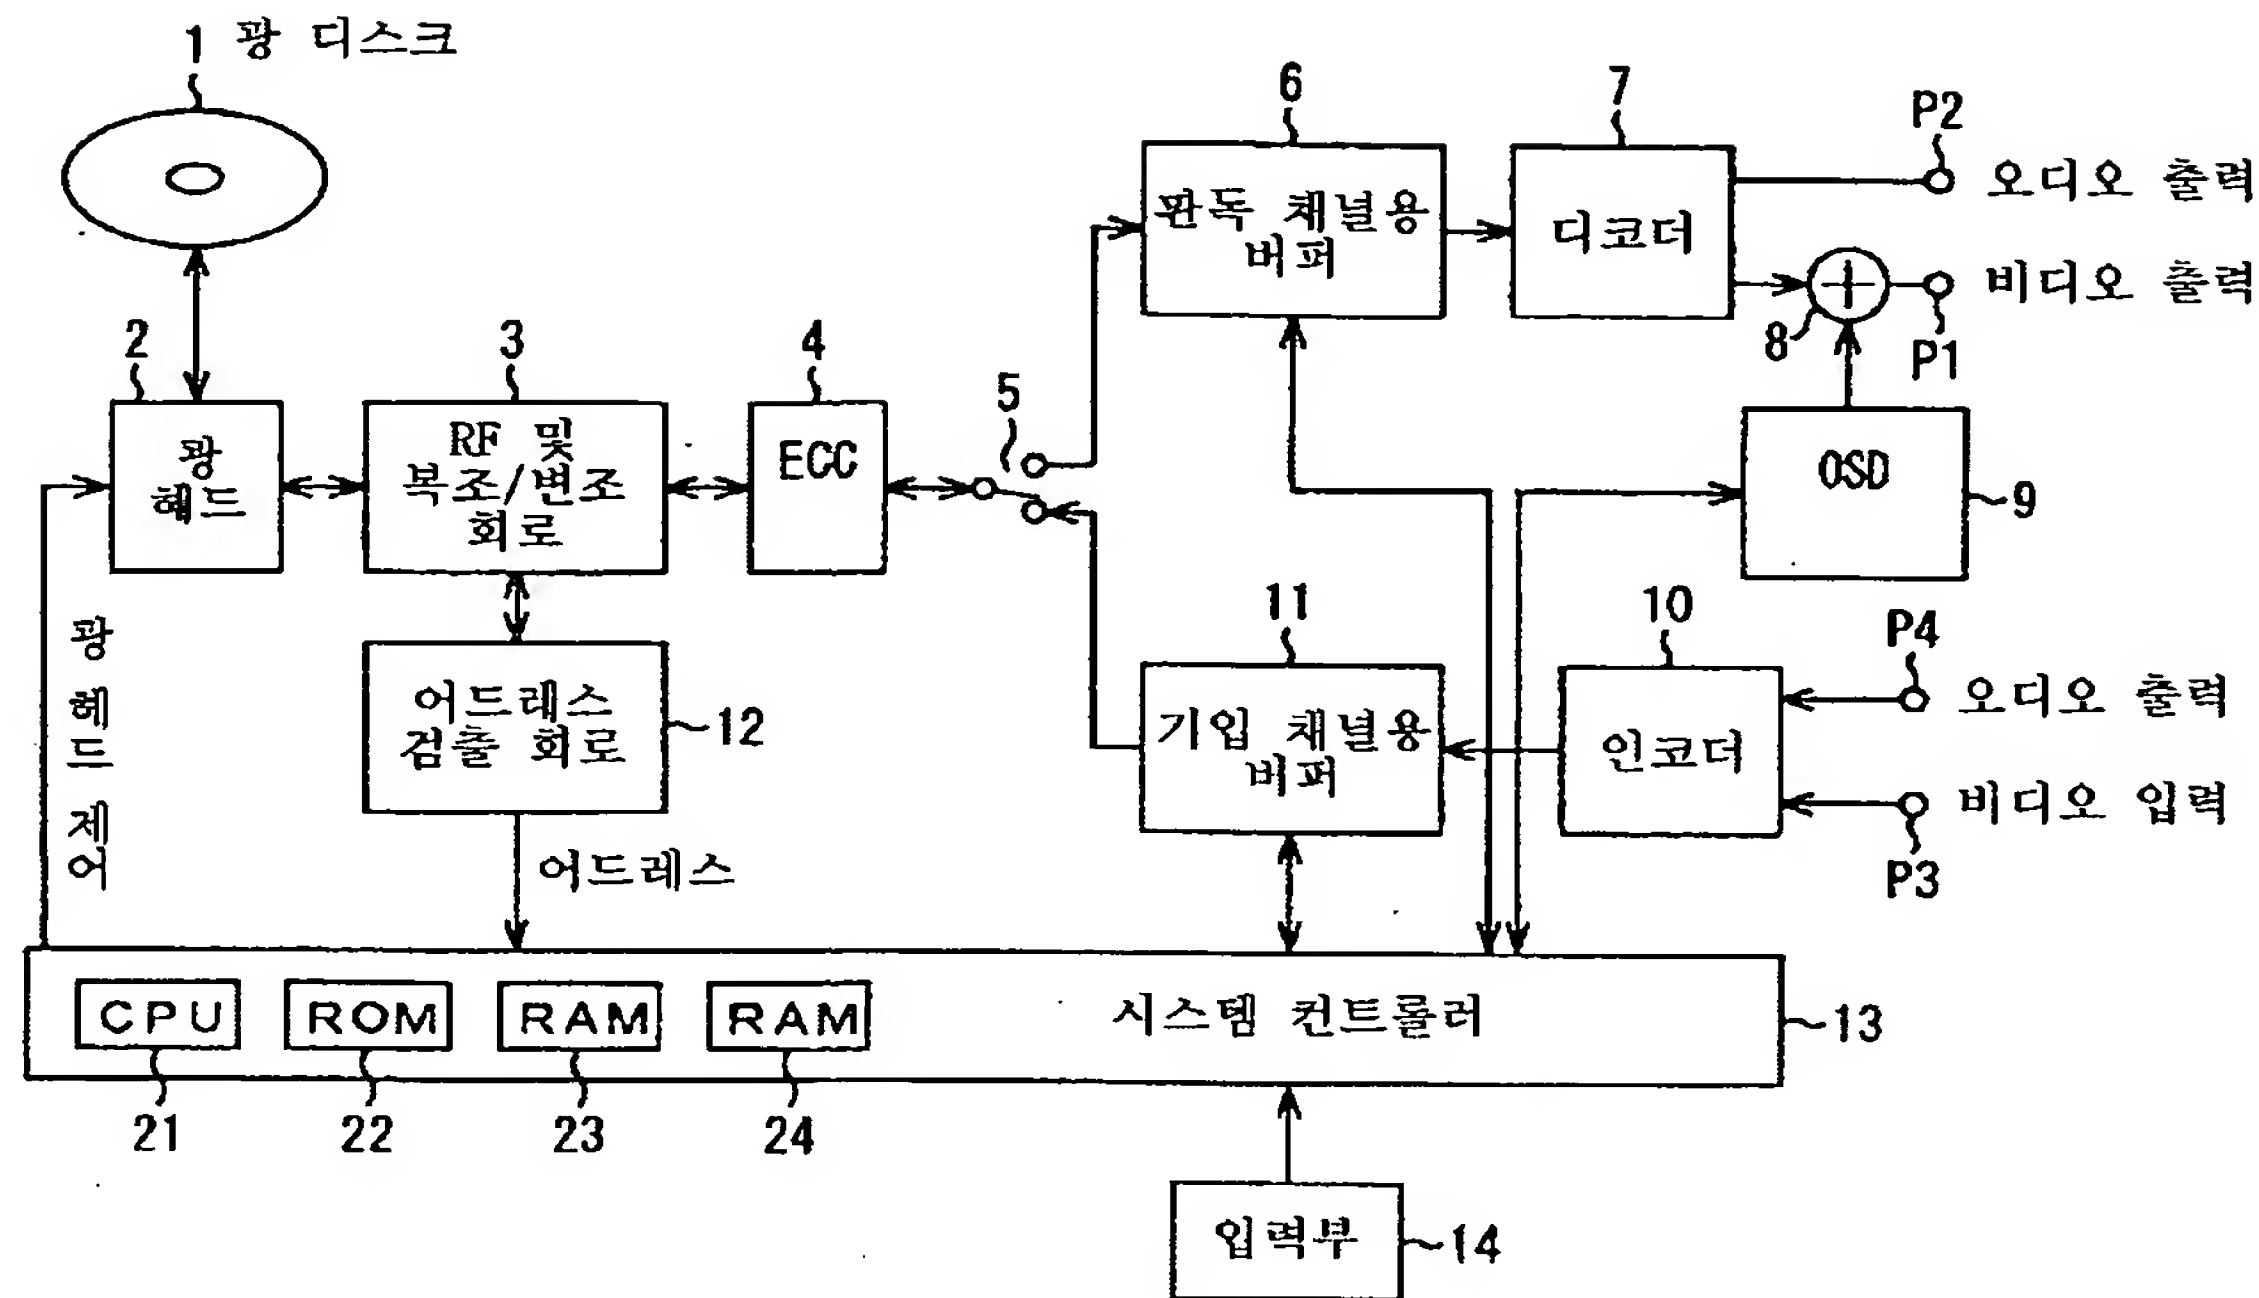 1 광 디스크
6
7
P2
오디오 출력
판독 채널용
버퍼
디코더
비디오 출력
8
P1
2
3
4
5
광
헤드
RF 및
복조/변조
회로
ECC
OSD
9
11
10
P4
오디오 출력
광 헤드 제어
어드레스
검출 회로
12
기입 채널용
버퍼
인코더
비디오 입력
P3
어드레스
CPU
ROM
RAM
RAM
시스템 컨트롤러
13
21
22
23
24
입력부
14